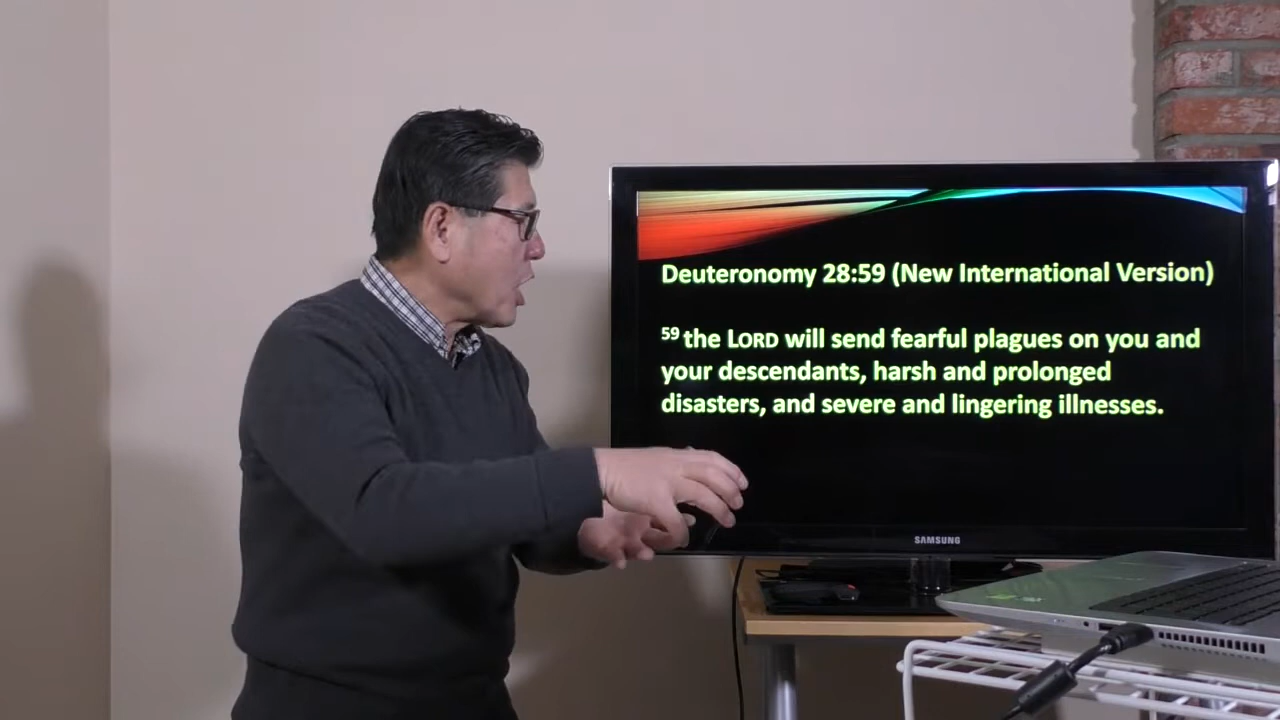 Deuteronomy 28:59 (New International Version)
59 the LORD will send fearful plagues on you and
your descendants, harsh and prolonged
disasters, and severe and lingering illnesses.
SAMSUNG